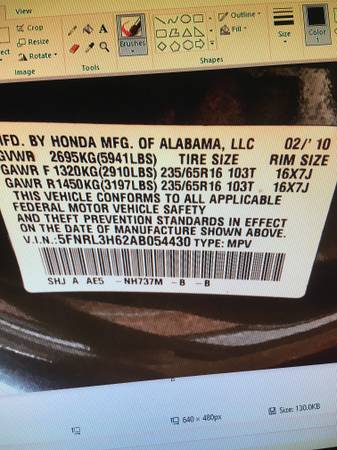 View
Crop
Resize
Rotate
Image
Tools
Brushes
Shapes
Outline
Fill
Size
Color
1
MFD. BY HONDA MFG. OF ALABAMA, LLC 02/' 10
GVWR 2695KG(5941LBS) TIRE SIZE RIM SIZE
GAWR F 1320KG(2910LBS) 235/65R16 103T 16X7J
GAWR R1450KG(3197LBS) 235/65R16 103T 16X7J
THIS VEHICLE CONFORMS TO ALL APPLICABLE
FEDERAL MOTOR VEHICLE SAFETY
AND THEFT PREVENTION STANDARDS IN EFFECT
ON THE DATE OF MANUFACTURE SHOWN ABOVE.
V.I.N.:5FNRL3H62AB054430 TYPE: MPV
SHJ A AE5 -NH737M -B -B
640 × 480px
Size: 130.0KB